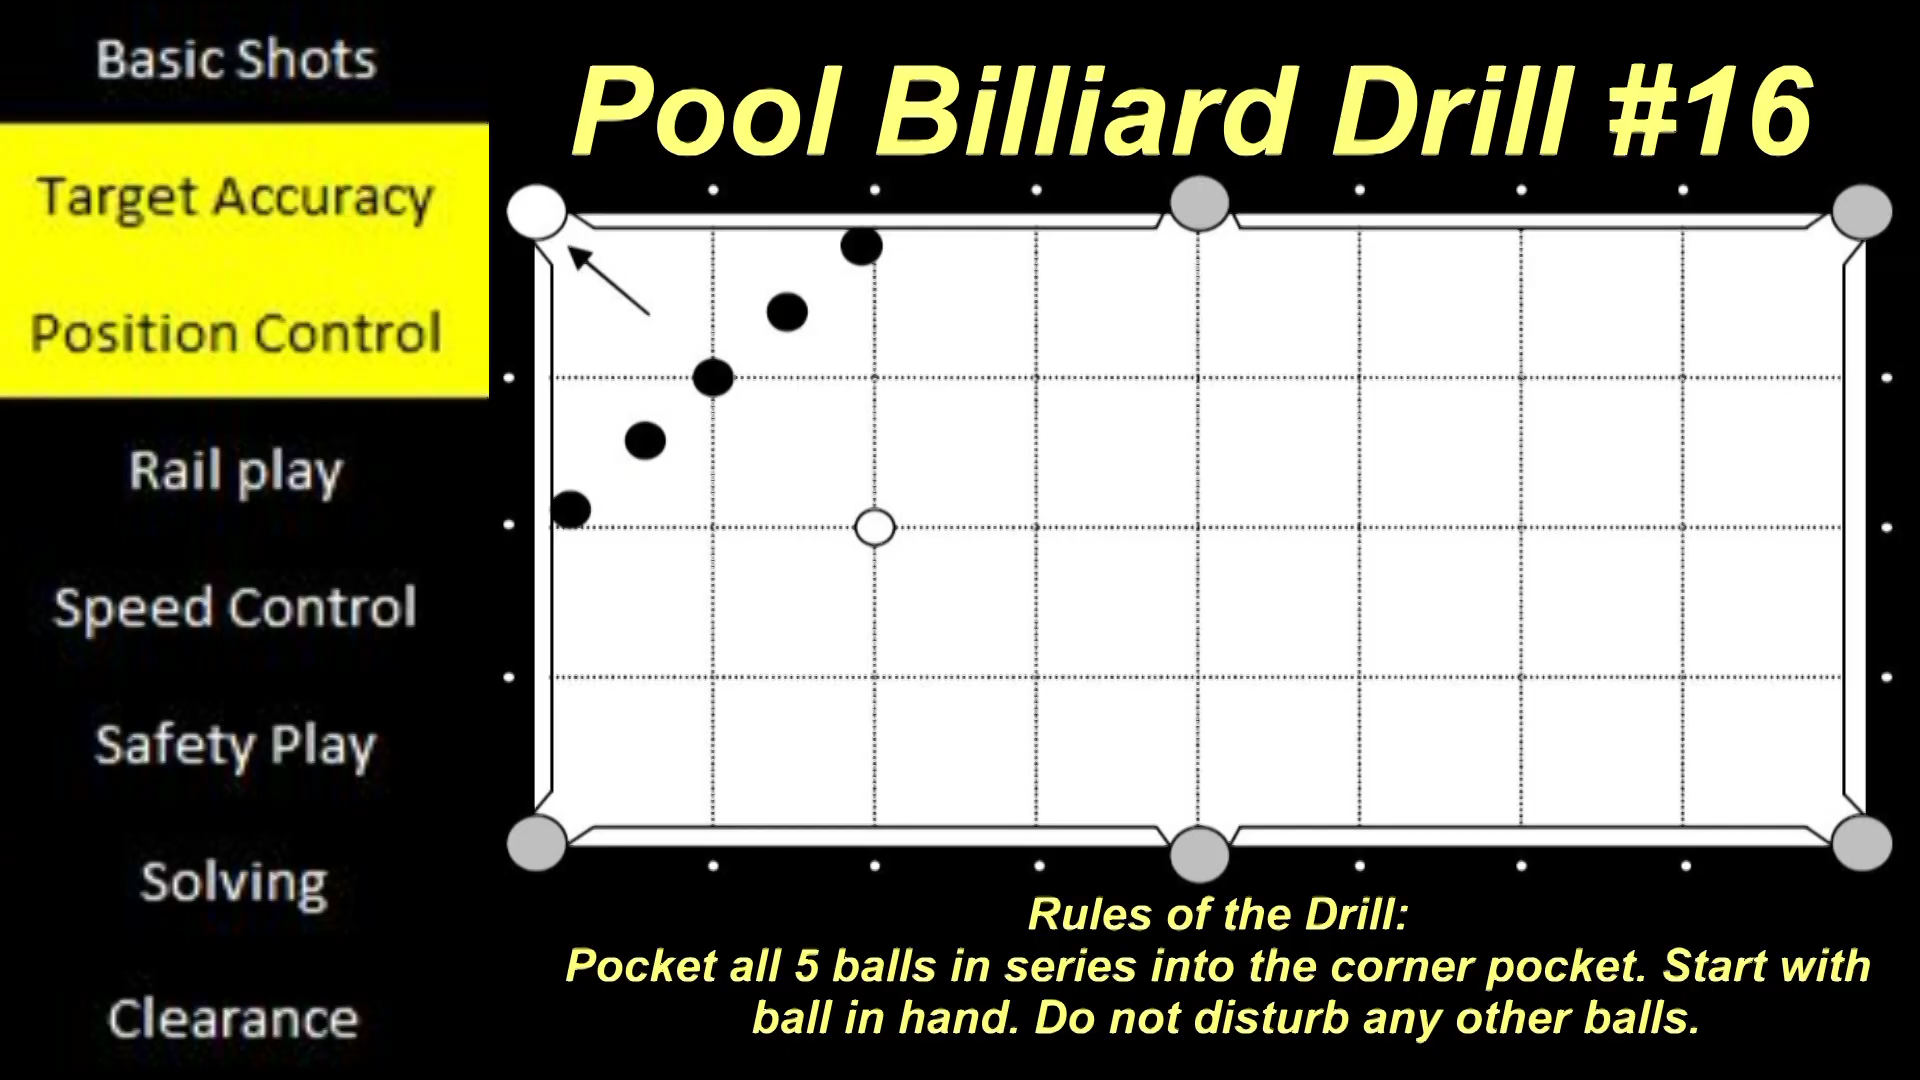 Basic Shots
Target Accuracy
Position Control
Rail play
Speed Control
Safety Play
Solving
Clearance
Pool Billiard Drill #16
Rules of the Drill:
Pocket all 5 balls in series into the corner pocket. Start with
ball in hand. Do not disturb any other balls.